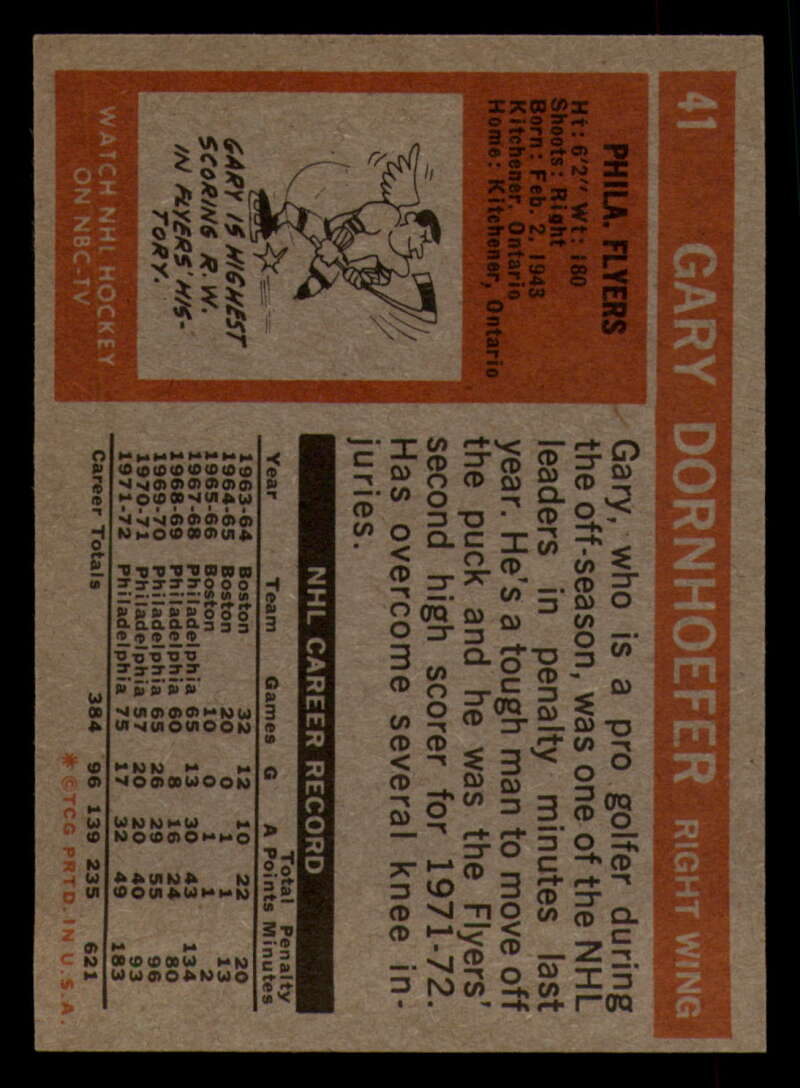 41 GARY DORNHOEFER RIGHT WING
PHILA. FLYERS
Ht: 6'2" Wt: 180
Shoots: Right
Born: Feb. 2, 1943
Kitchener, Ontario
Home: Kitchener, Ontario
GARY IS HIGHEST
SCORING R.W.
IN FLYERS' HIS-
TORY.
WATCH NHL HOCKEY
ON NBC-TV
Gary, who is a pro golfer during
the off-season, was one of the NHL
leaders in penalty minutes last
year. He's a tough man to move off
the puck and he was the Flyers'
second high scorer for 1971-72.
Has overcome several knee in-
juries.
NHL CAREER RECORD
Total Penalty
Year Team Games G A Points Minutes
1963-64 Boston 32 12 10 22 20
1964-65 Boston 20 0 1 1 13
1965-66 Boston 10 0 1 1 2
1967-68 Philadelphia 65 13 30 43 134
1968-69 Philadelphia 60 8 16 24 80
1969-70 Philadelphia 65 26 29 55 96
1970-71 Philadelphia 57 20 20 40 93
1971-72 Philadelphia 75 17 32 49 183
Career Totals 384 96 139 235 621
*©TCG PRTD. IN U.S.A.